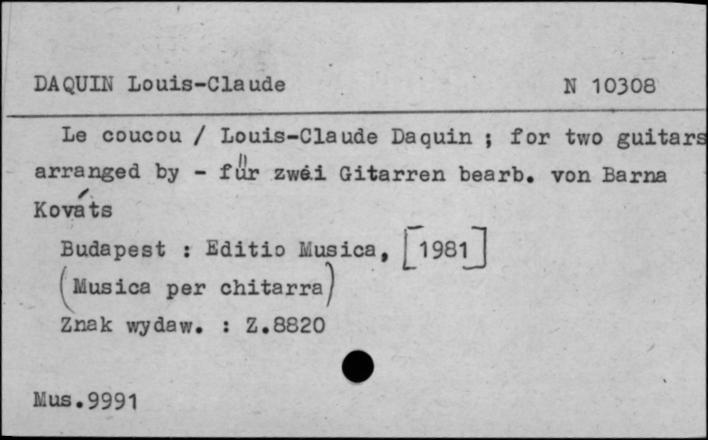 DAQUIN Louis-Claude N 10308
Le coucou / Louis-Claude Daquin ; for two guitars
arranged by - für zwei Gitarren bearb. von Barna
Kováts
Budapest : Editio Musica, [1981]
(Musica per chitarra)
Znak wydaw. : Z.8820
Mus.9991